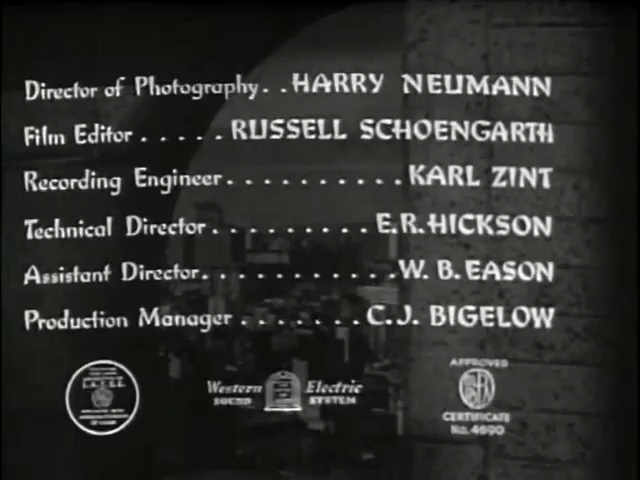 Director of Photography. . HARRY NEUMANN
Film Editor . . . . . RUSSELL SCHOENGARTH
Recording Engineer. . . . . . . . . . KARL ZINT
Technical Director. . . . . . . . . E.R. HICKSON
Assistant Director. . . . . . . . . . . W. B. EASON
Production Manager . . . . . . . C.J. BIGELOW
I.A.T.S.E.
Western Electric
SOUND SYSTEM
APPROVED
CERTIFICATE
No. 4690